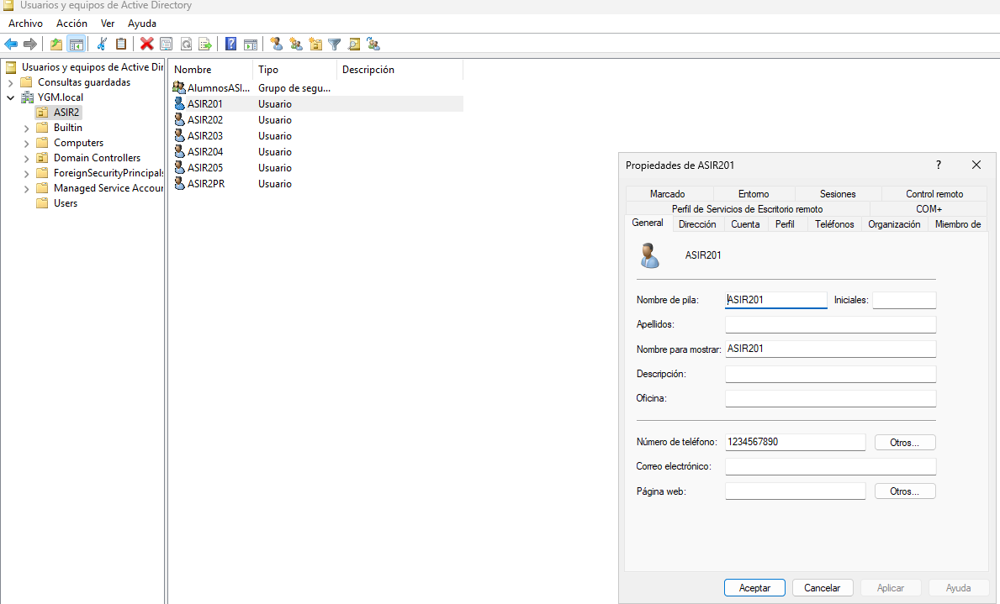 Usuarios y equipos de Active Directory
Archivo Acción Ver Ayuda
Usuarios y equipos de Active Dir
Consultas guardadas
YGM.local
ASIR2
Builtin
Computers
Domain Controllers
ForeignSecurityPrincipals
Managed Service Accour
Users
Nombre Tipo Descripción
AlumnosASI... Grupo de segu...
ASIR201 Usuario
ASIR202 Usuario
ASIR203 Usuario
ASIR204 Usuario
ASIR205 Usuario
ASIR2PR Usuario
Propiedades de ASIR201 ?
Marcado Entorno Sesiones Control remoto
Perfil de Servicios de Escritorio remoto COM+
General Dirección Cuenta Perfil Teléfonos Organización Miembro de
ASIR201
Nombre de pila: ASIR201 Iniciales:
Apellidos:
Nombre para mostrar: ASIR201
Descripción:
Oficina:
Número de teléfono: 1234567890 Otros...
Correo electrónico:
Página web: Otros...
Aceptar Cancelar Aplicar Ayuda